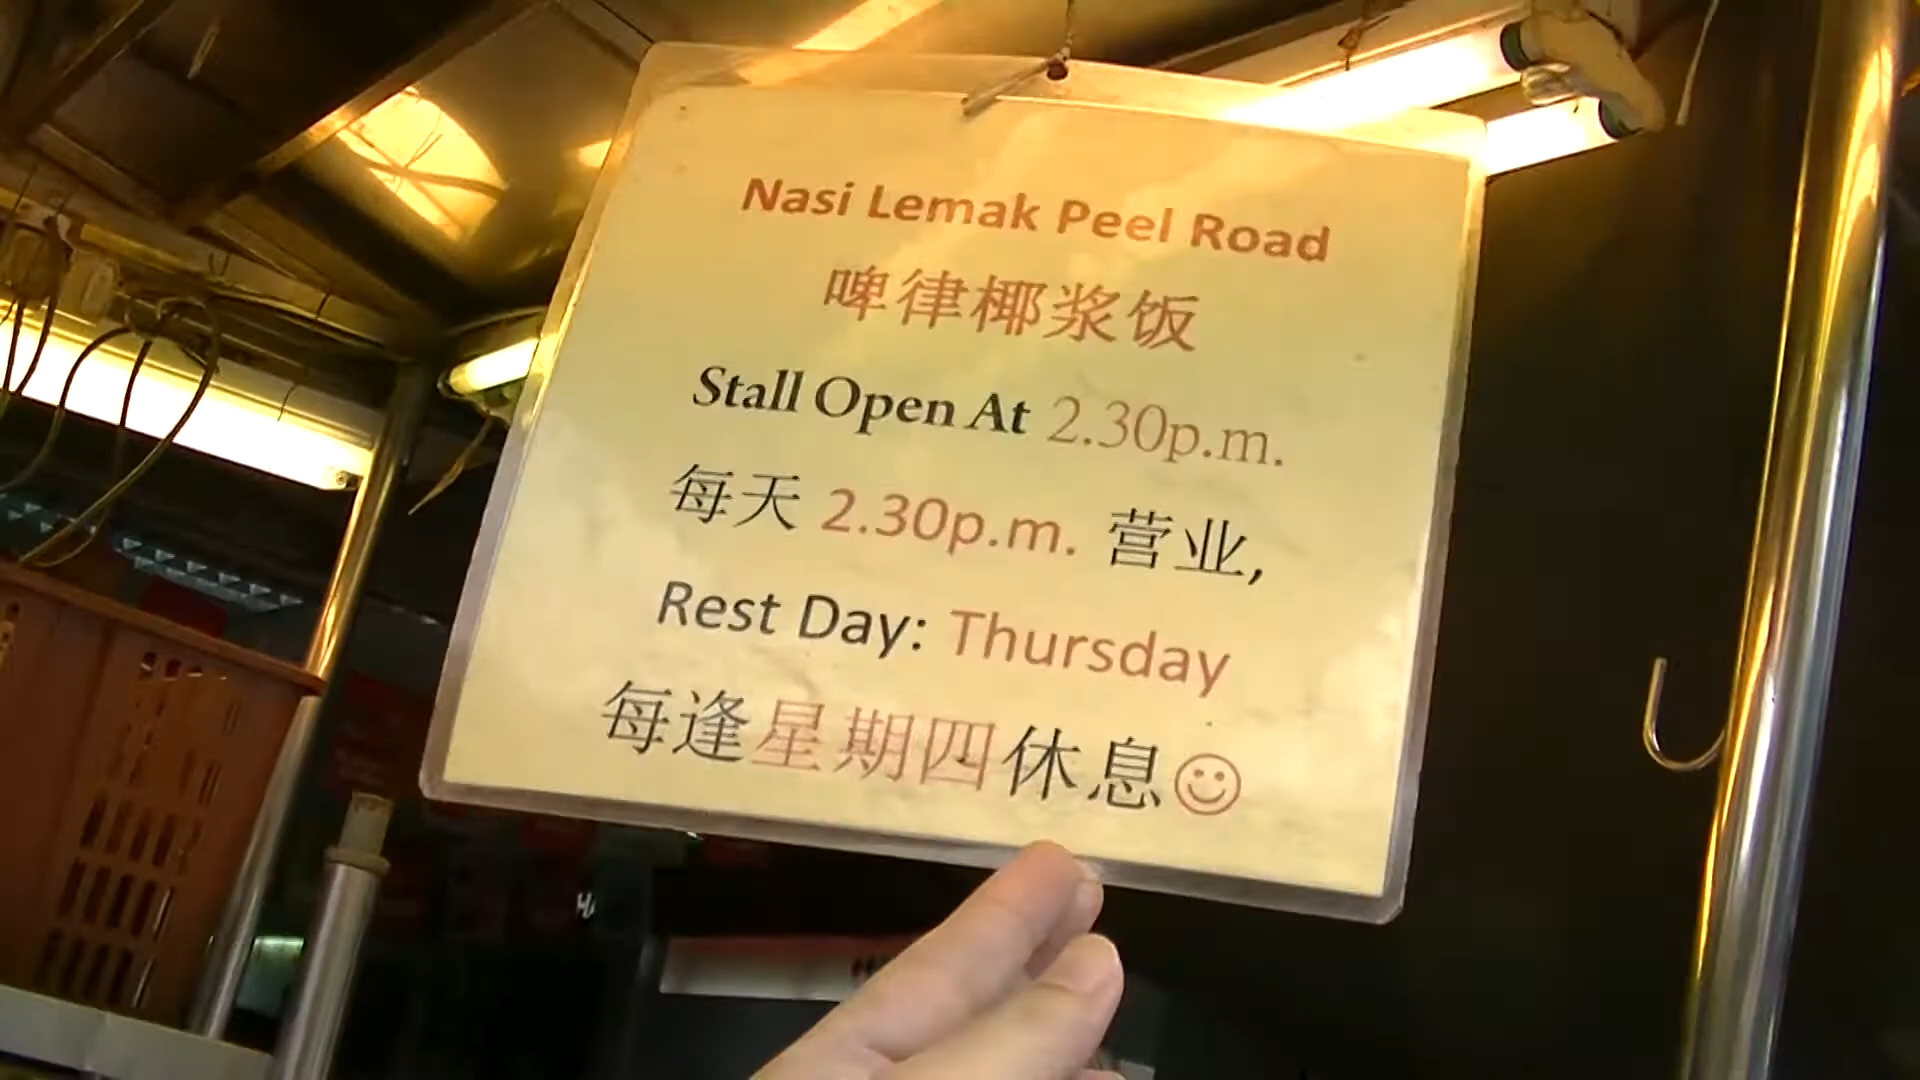 Nasi Lemak Peel Road
啤律椰浆饭
Stall Open At 2.30p.m.
每天 2.30p.m. 营业,
Rest Day: Thursday
每逢星期四休息☺